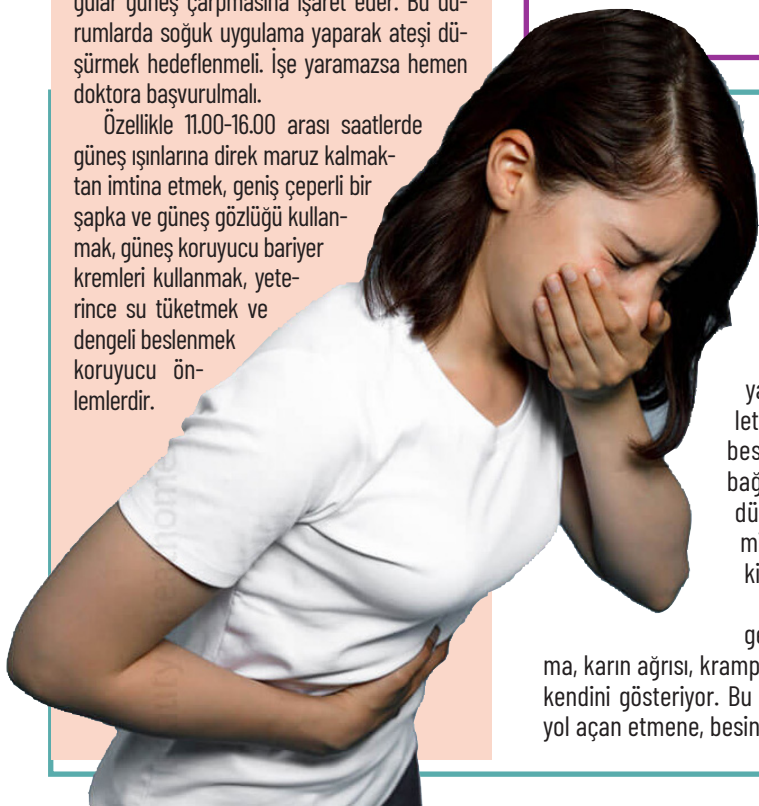 gular güneş çarpmasına işaret eder. Bu du-
rumlarda soğuk uygulama yaparak ateşi dü-
şürmek hedeflenmeli. İşe yaramazsa hemen
doktora başvurulmalı.
Özellikle 11.00-16.00 arası saatlerde
güneş ışınlarına direk maruz kalmak-
tan imtina etmek, geniş çeperli bir
şapka ve güneş gözlüğü kullan-
mak, güneş koruyucu bariyer
kremleri kullanmak, yete-
rince su tüketmek ve
dengeli beslenmek
koruyucu ön-
lemlerdir.
ya
let
bes
bağ
dü
m
ki
ge
ma, karın ağrısı, kramp
kendini gösteriyor. Bu
yol açan etmene, besin